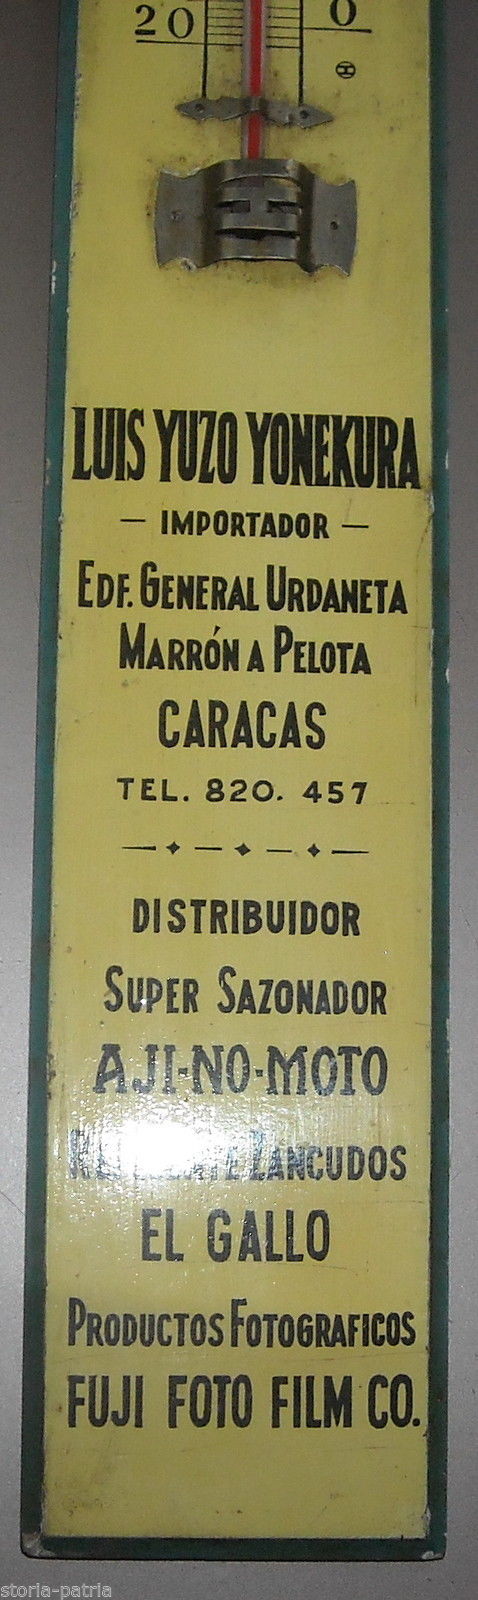 20 0
LUIS YUZO YONEKURA
— IMPORTADOR —
EDF. GENERAL URDANETA
MARRÓN A PELOTA
CARACAS
TEL. 820. 457
DISTRIBUIDOR
SUPER SAZONADOR
AJI-NO-MOTO
ZANCUDOS
EL GALLO
PRODUCTOS FOTOGRAFICOS
FUJI FOTO FILM CO.
storia-patria